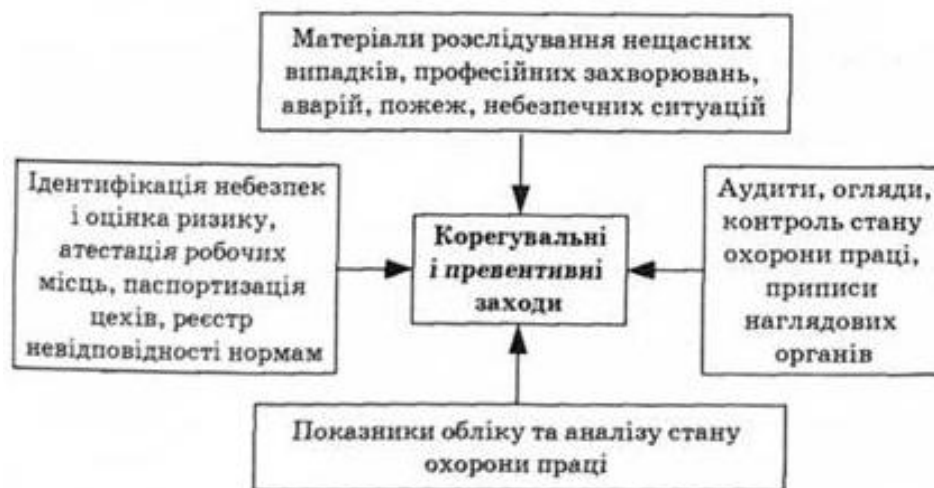 Матеріали розслідування нещасних
випадків, професійних захворювань,
аварій, пожеж, небезпечних ситуацій
Ідентифікація небезпек
і оцінка ризику,
атестація робочих
місць, паспортизація
цехів, реєстр
невідповідності нормам
Корегувальні
і превентивні
заходи
Аудити, огляди,
контроль стану
охорони праці,
приписи
наглядових
органів
Показники обліку та аналізу стану
охорони праці